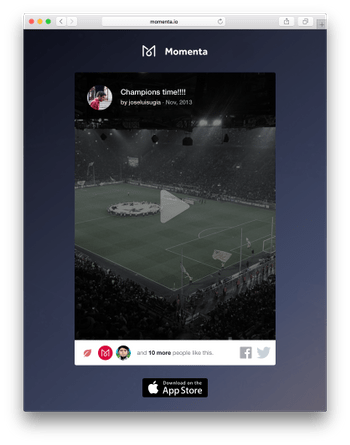 momenta.io
Momenta
Champions time!!!!
by joseluisugia · Nov, 2013
and 10 more people like this.
Download on the
App Store